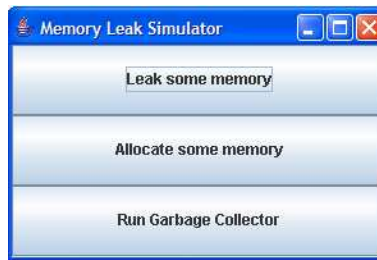 Memory Leak Simulator
Leak some memory
Allocate some memory
Run Garbage Collector